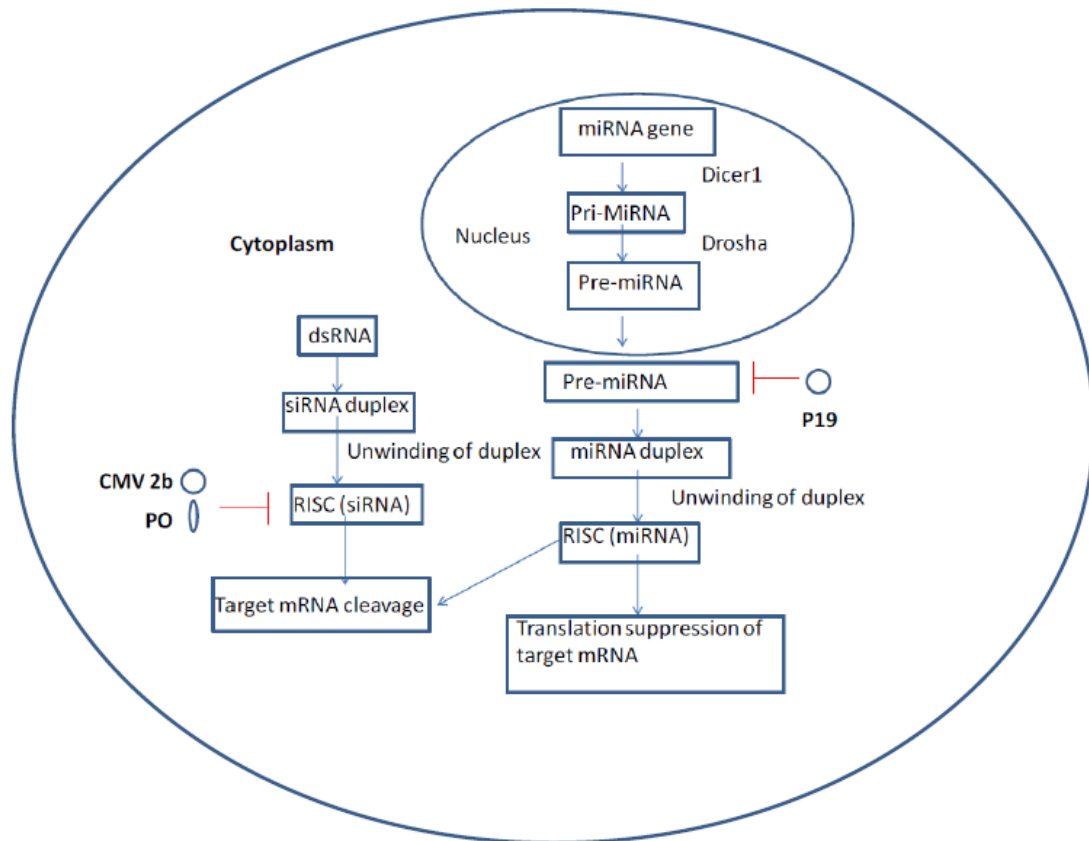 miRNA gene
Dicer1
Pri-MiRNA
Nucleus
Drosha
Cytoplasm
Pre-miRNA
dsRNA
Pre-miRNA
siRNA duplex
P19
Unwinding of duplex
miRNA duplex
CMV 2b
Unwinding of duplex
RISC (siRNA)
PO
RISC (miRNA)
Target mRNA cleavage
Translation suppression of
target mRNA